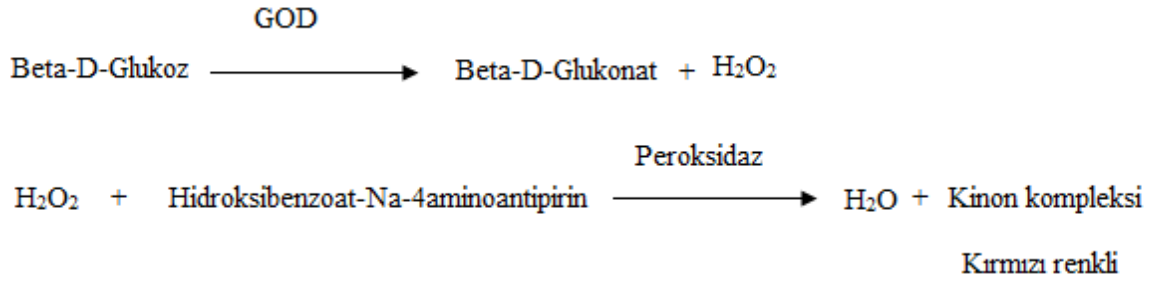 GOD
Beta-D-Glukoz Beta-D-Glukonat + H₂O₂
Peroksidaz
H₂O₂ + Hidroksibenzoat-Na-4aminoantipirin H₂O + Kinon kompleksi
Kırmızı renkli